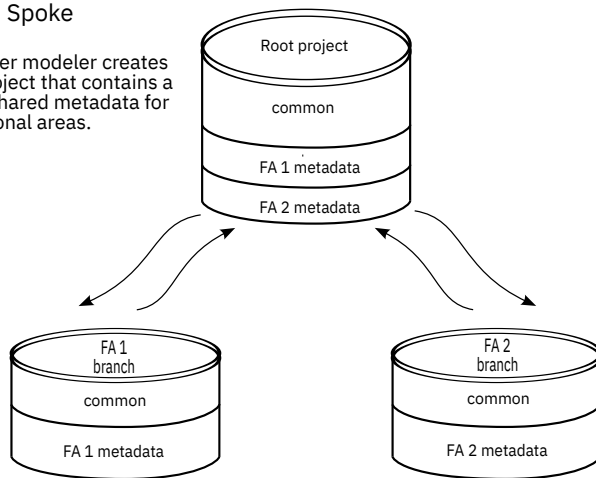 Spoke
er modeler creates
oject that contains a
hared metadata for
onal areas.
Root project
common
FA 1 metadata
FA 2 metadata
FA 1
branch
common
FA 1 metadata
FA 2
branch
common
FA 2 metadata